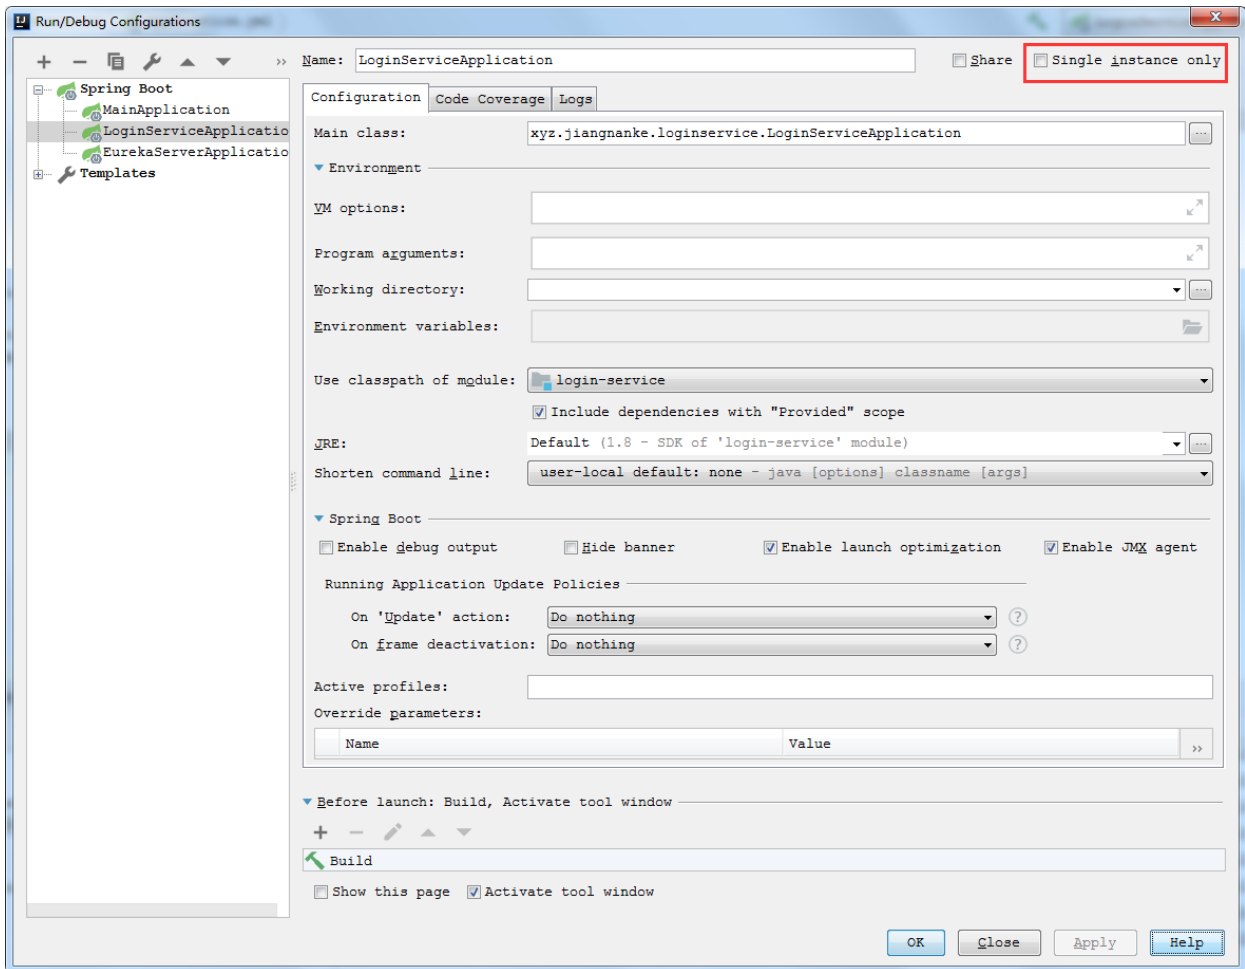 Run/Debug Configurations
Name: LoginServiceApplication
Share
Single instance only
Spring Boot
MainApplication
LoginServiceApplicatio
EurekaServerApplicatio
Templates
Configuration
Code Coverage
Logs
Main class: xyz.jiangnanke.loginservice.LoginServiceApplication
Environment
VM options:
Program arguments:
Working directory:
Environment variables:
Use classpath of module: login-service
Include dependencies with "Provided" scope
JRE: Default (1.8 - SDK of 'login-service' module)
Shorten command line: user-local default: none - java [options] classname [args]
Spring Boot
Enable debug output
Hide banner
Enable launch optimization
Enable JMX agent
Running Application Update Policies
On 'Update' action: Do nothing
On frame deactivation: Do nothing
Active profiles:
Override parameters:
Name
Value
Before launch: Build, Activate tool window
Build
Show this page
Activate tool window
OK
Close
Apply
Help